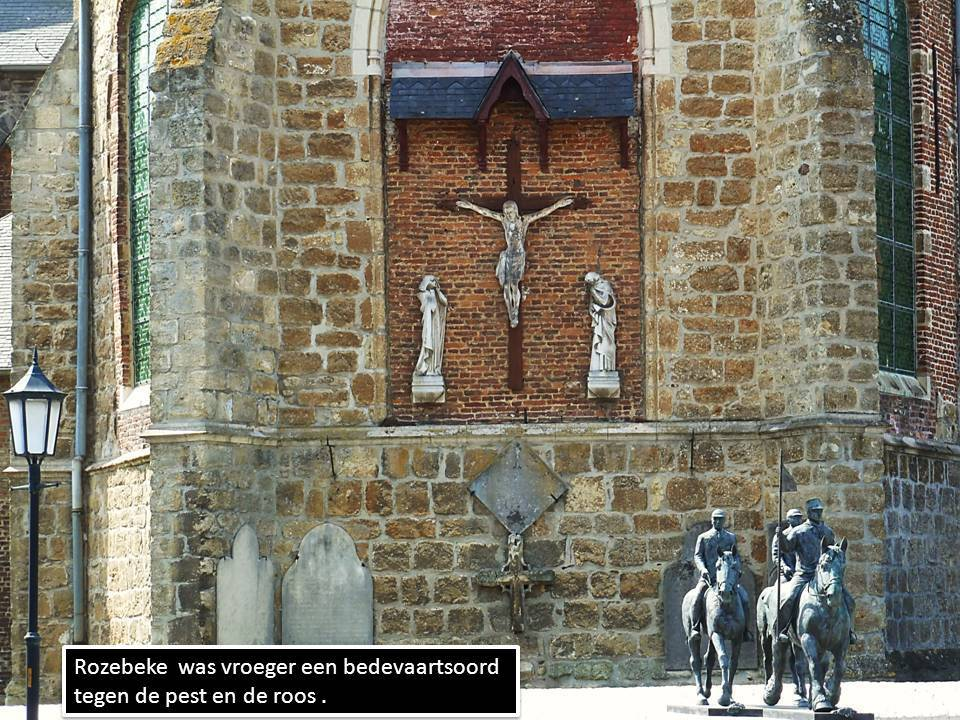 Rozebeke was vroeger een bedevaartsoord
tegen de pest en de roos .